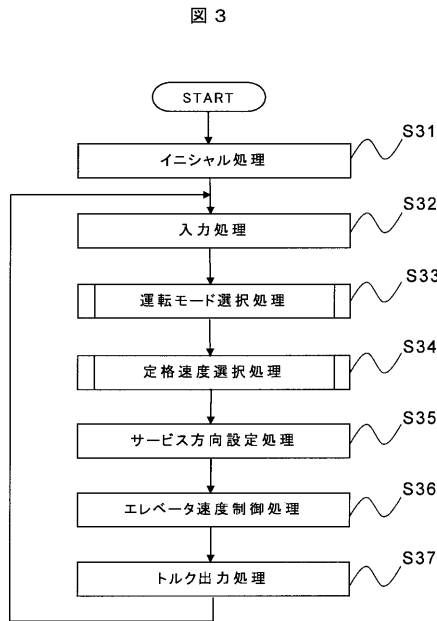 図3
START
イニシャル処理
S31
入力処理
S32
運転モード選択処理
S33
定格速度選択処理
S34
サービス方向設定処理
S35
エレベータ速度制御処理
S36
トルク出力処理
S37